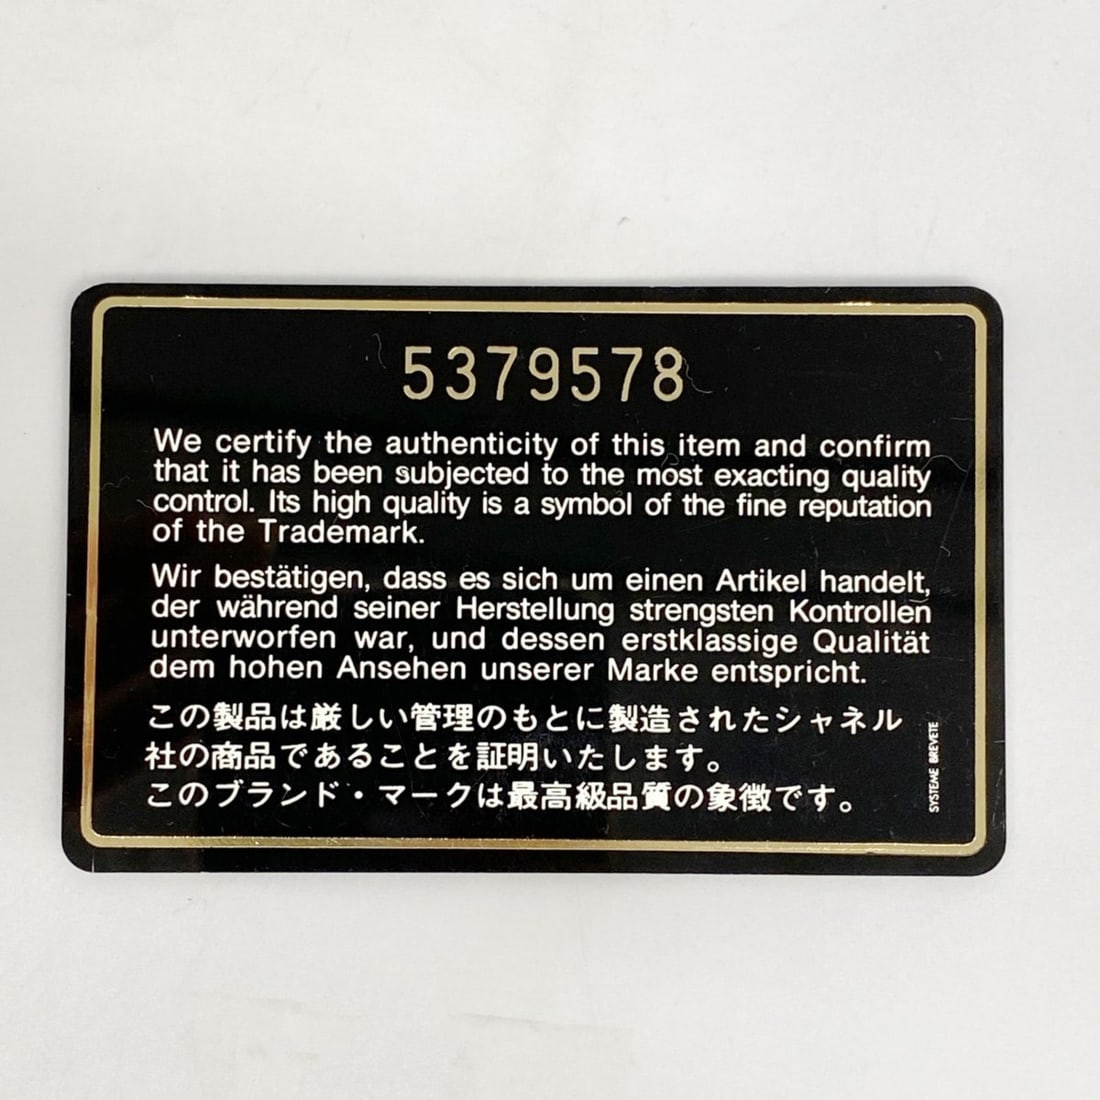 5379578
We certify the authenticity of this item and confirm
that it has been subjected to the most exacting quality
control. Its high quality is a symbol of the fine reputation
of the Trademark.
Wir bestätigen, dass es sich um einen Artikel handelt,
der während seiner Herstellung strengsten Kontrollen
unterworfen war, und dessen erstklassige Qualität
dem hohen Ansehen unserer Marke entspricht.
この製品は厳しい管理のもとに製造されたシャネル
社の商品であることを証明いたします。
このブランド・マークは最高級品質の象徴です。
SYSTEME BREVETE